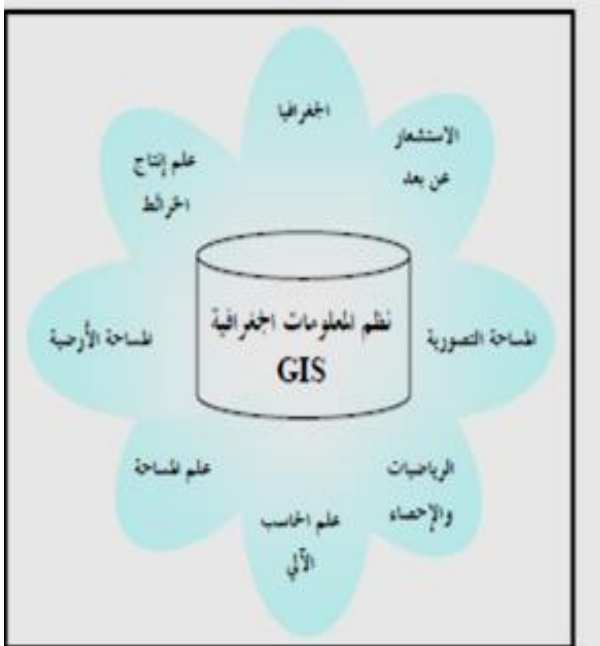 الجغرافيا
الاستشعار
عن بعد
علم إنتاج
الخرائط
نظم المعلومات الجغرافية
GIS
المساحة التصورية
المساحة الأرضية
الرياضيات
والإحصاء
علم المساحة
علم الحاسب
الآلي